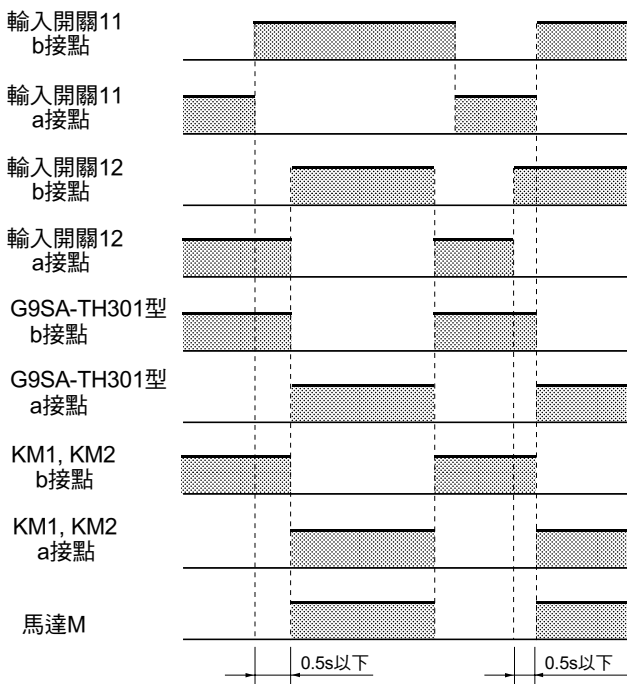 輸入開關11
b接點
輸入開關11
a接點
輸入開關12
b接點
輸入開關12
a接點
G9SA-TH301型
b接點
G9SA-TH301型
a接點
KM1, KM2
b接點
KM1, KM2
a接點
馬達M
0.5s以下
0.5s以下